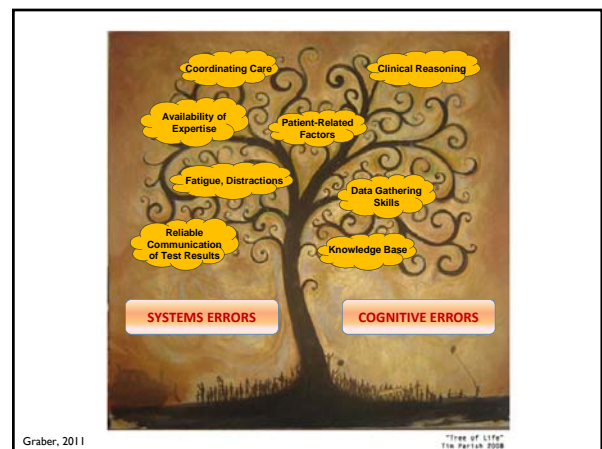 Coordinating Care
Clinical Reasoning
Availability of
Expertise
Patient-Related
Factors
Fatigue, Distractions
Data Gathering
Skills
Reliable
Communication
of Test Results
Knowledge Base
SYSTEMS ERRORS
COGNITIVE ERRORS
Graber, 2011
"Tree of Life"
Tim Parish 2008